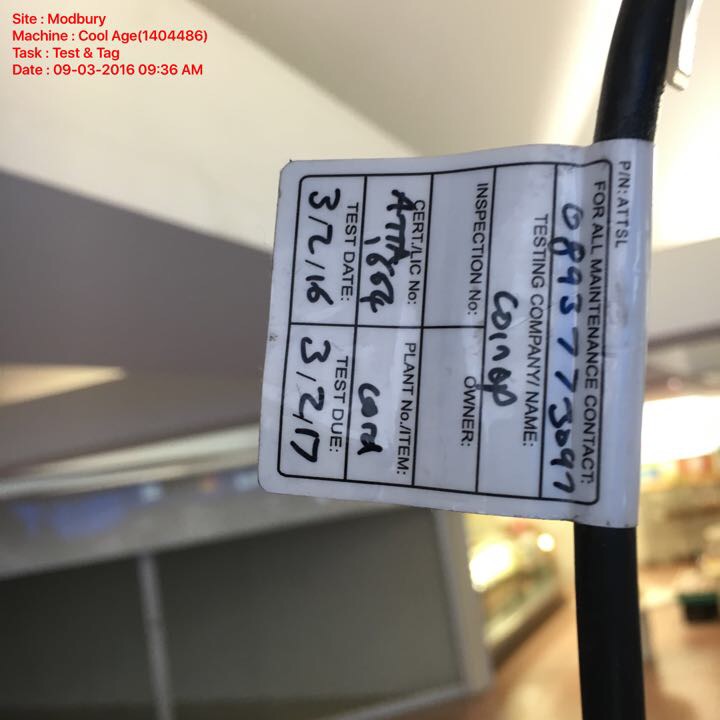 Site : Modbury
Machine : Cool Age(1404486)
Task : Test & Tag
Date : 09-03-2016 09:36 AM
P/N: ATTSL
FOR ALL MAINTENANCE CONTACT:
0893773097
TESTING COMPANY/ NAME:
coinop
INSPECTION No:
OWNER:
CERT./LIC No:
PLANT No./ITEM:
Cord
TEST DATE:
TEST DUE:
3/2/16
3/2/17